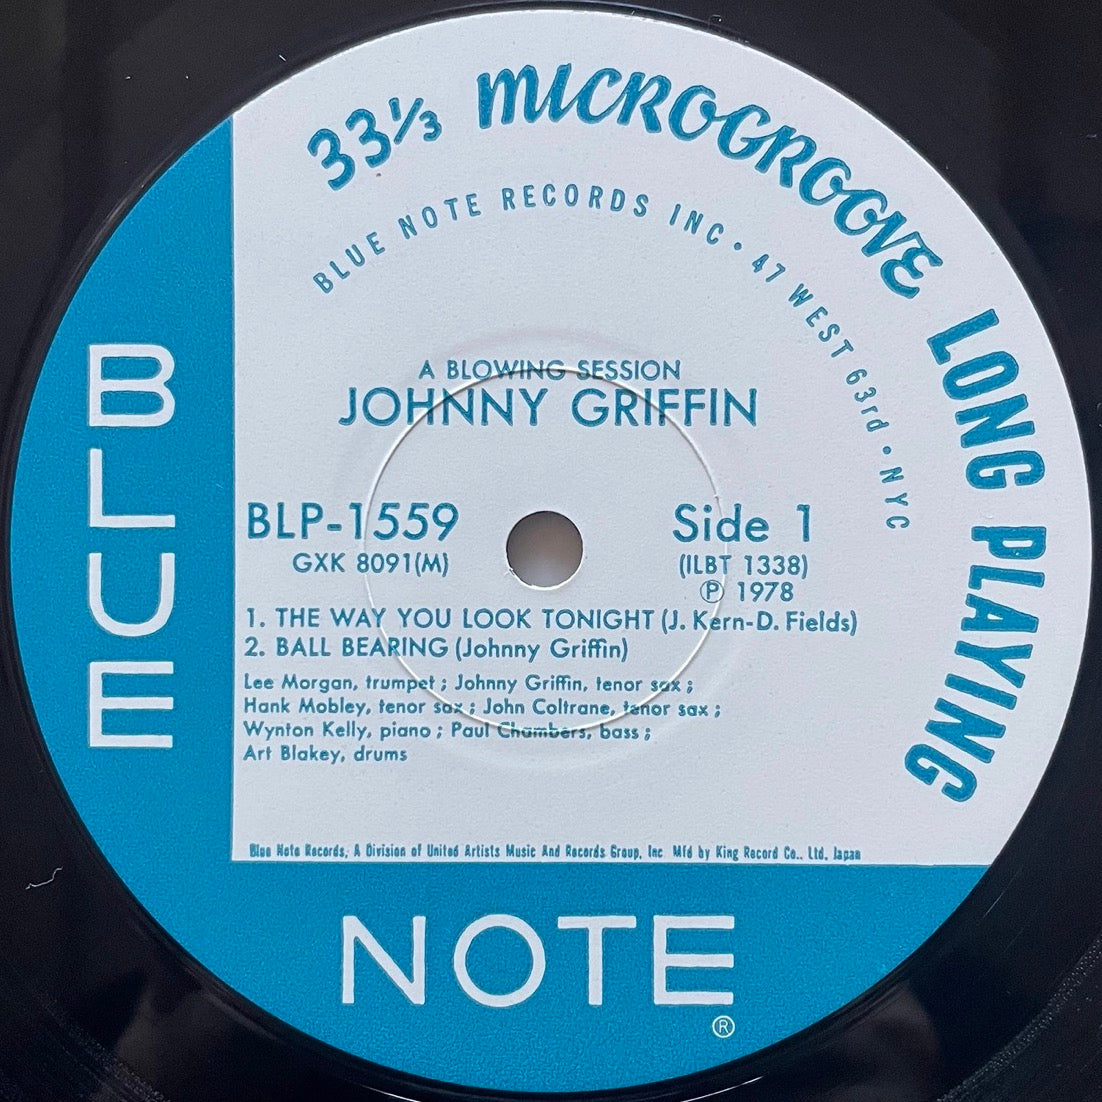 33 1/3 MICROGROOVE LONG PLAYING
BLUE NOTE RECORDS INC • 47 WEST 63rd • NYC
A BLOWING SESSION
JOHNNY GRIFFIN
BLP-1559 Side 1
GXK 8091(M) (ILBT 1338)
Ⓟ 1978
1. THE WAY YOU LOOK TONIGHT (J. Kern-D. Fields)
2. BALL BEARING (Johnny Griffin)
Lee Morgan, trumpet ; Johnny Griffin, tenor sax ;
Hank Mobley, tenor sax ; John Coltrane, tenor sax ;
Wynton Kelly, piano ; Paul Chambers, bass ;
Art Blakey, drums
Blue Note Records, A Division of United Artists Music And Records Group, Inc. Mfd by King Record Co., Ltd, Japan
BLUE
NOTE
®